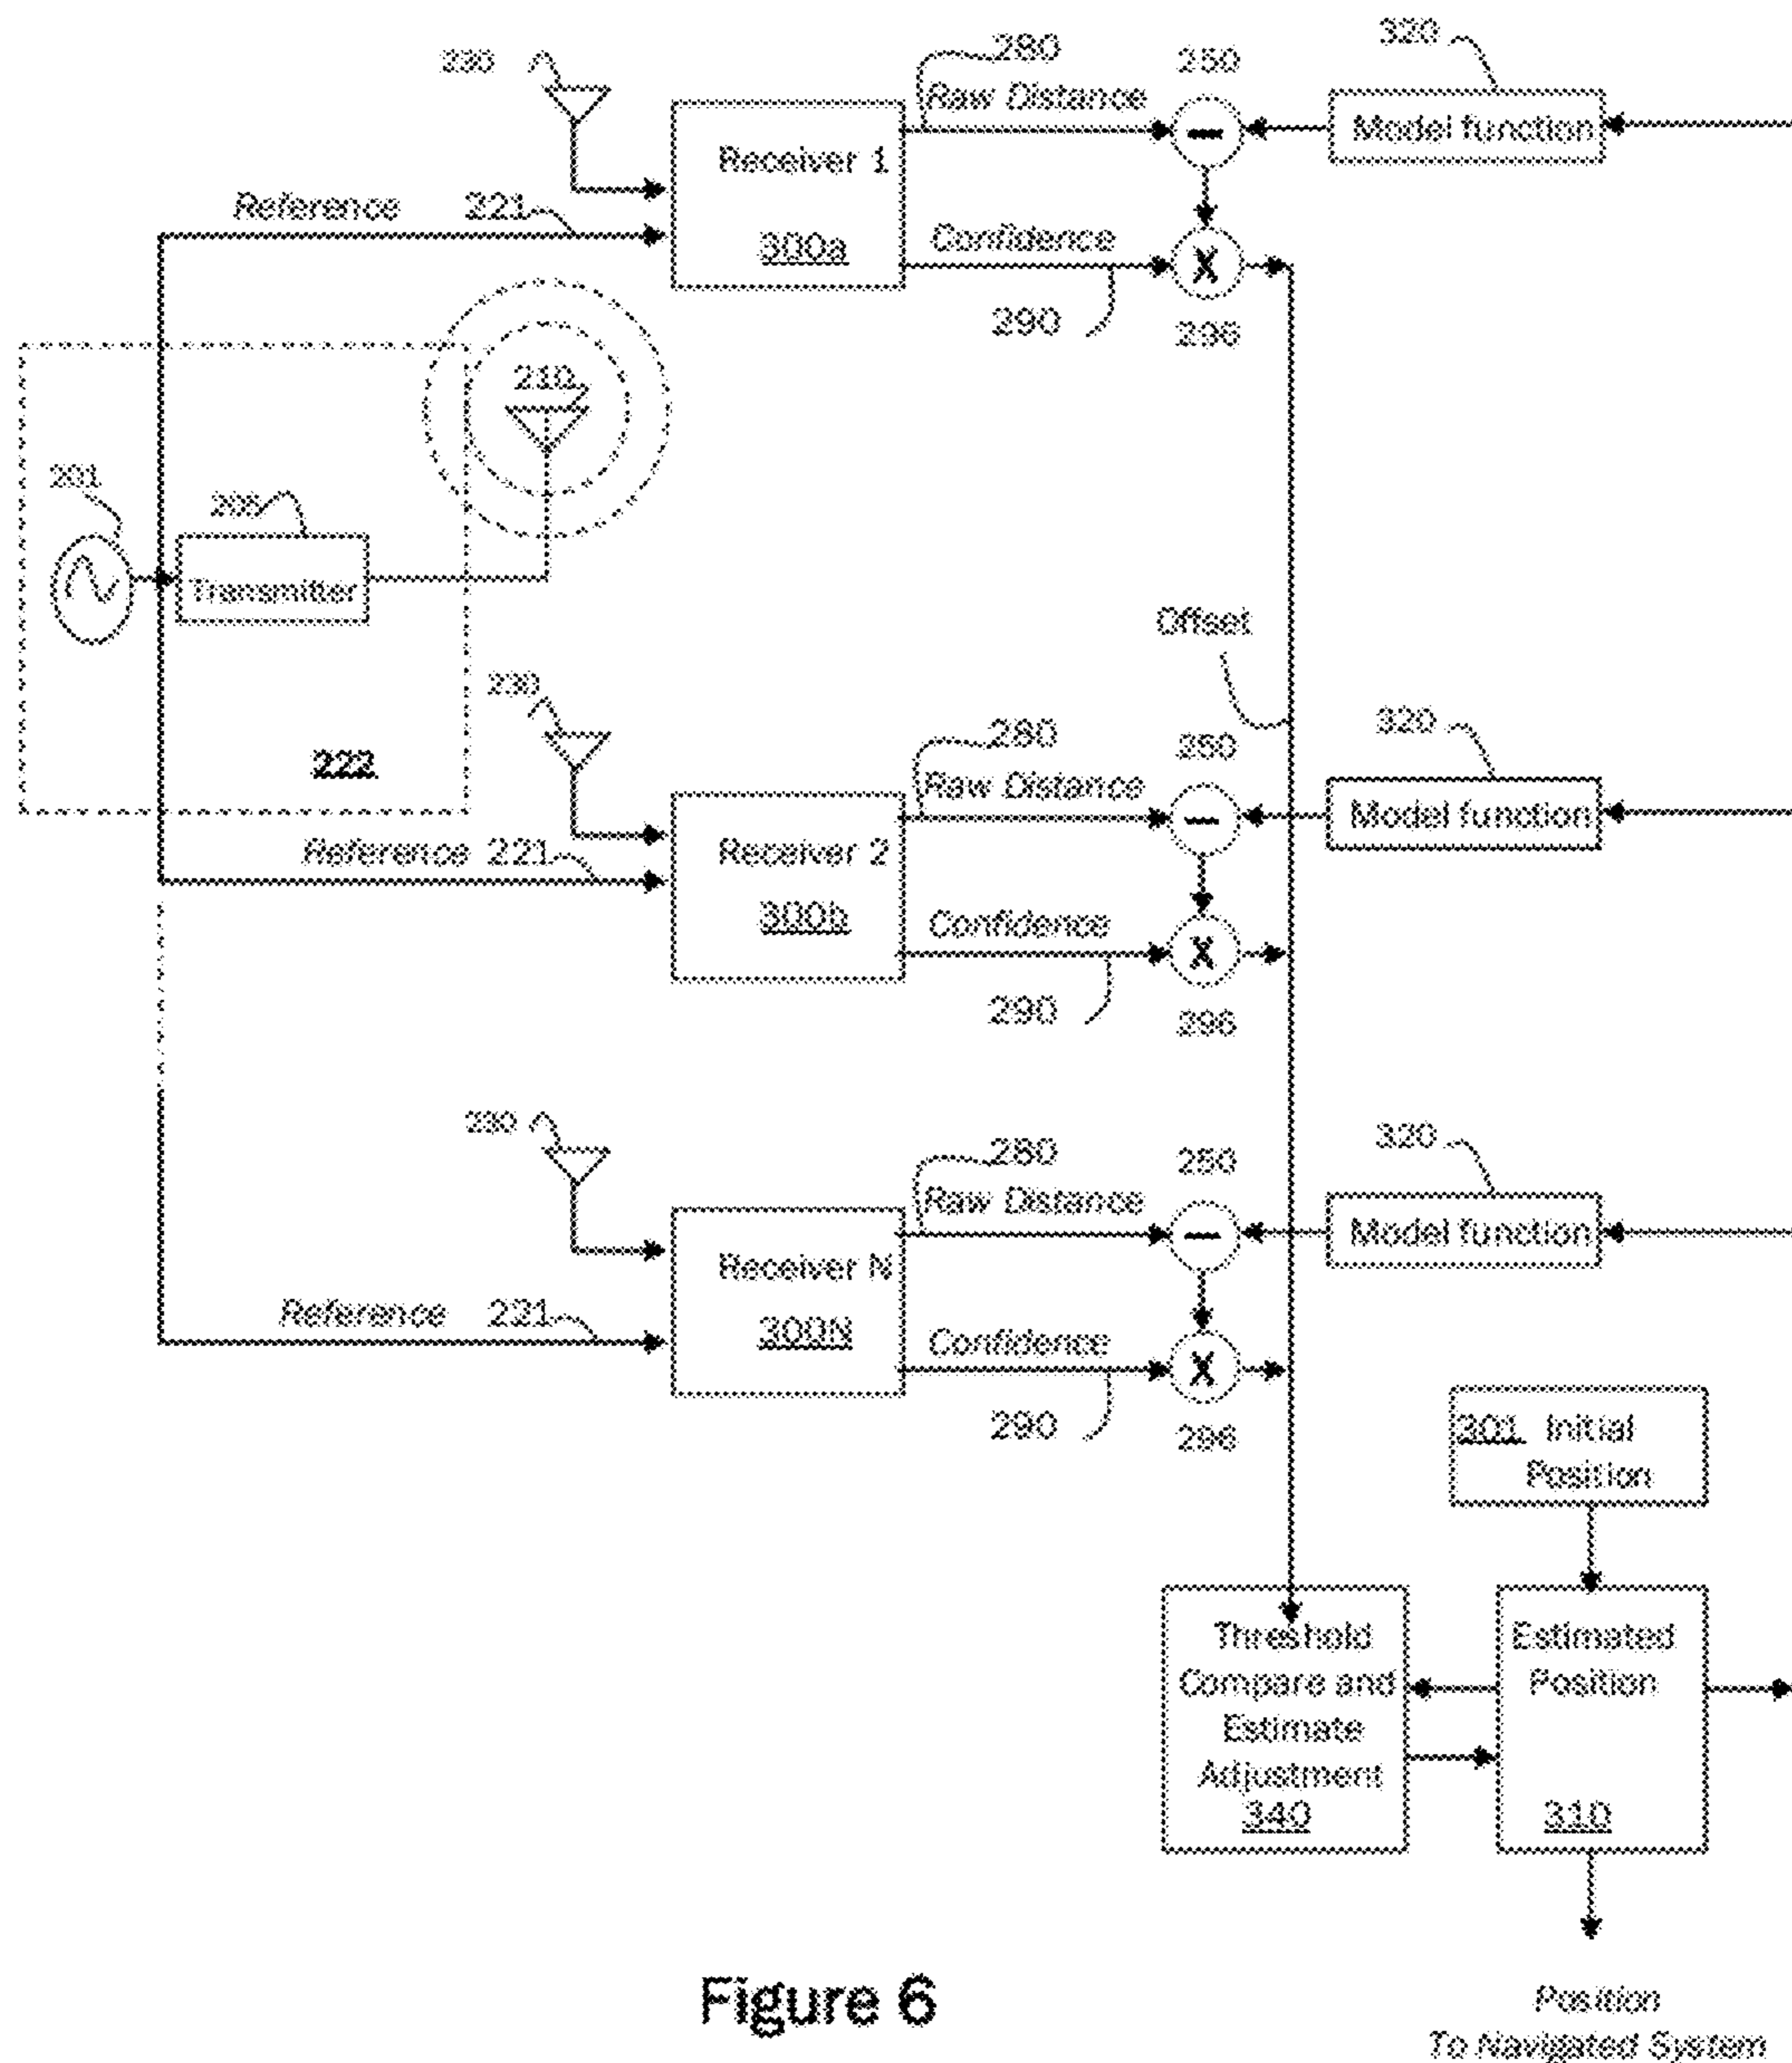 230
280
Raw Distance
250
320
Model function
Receiver 1
300a
Reference 221
Confidence
290
296
210
201
205
Transmitter
222
Offset
230
280
Raw Distance
250
320
Model function
Receiver 2
300b
Reference 221
Confidence
290
296
230
280
Raw Distance
250
320
Model function
Receiver N
300N
Reference 221
Confidence
290
296
301 Initial
Position
Threshold
Compare and
Estimate
Adjustment
340
Estimated
Position
310
Figure 6
Position
To Navigated System